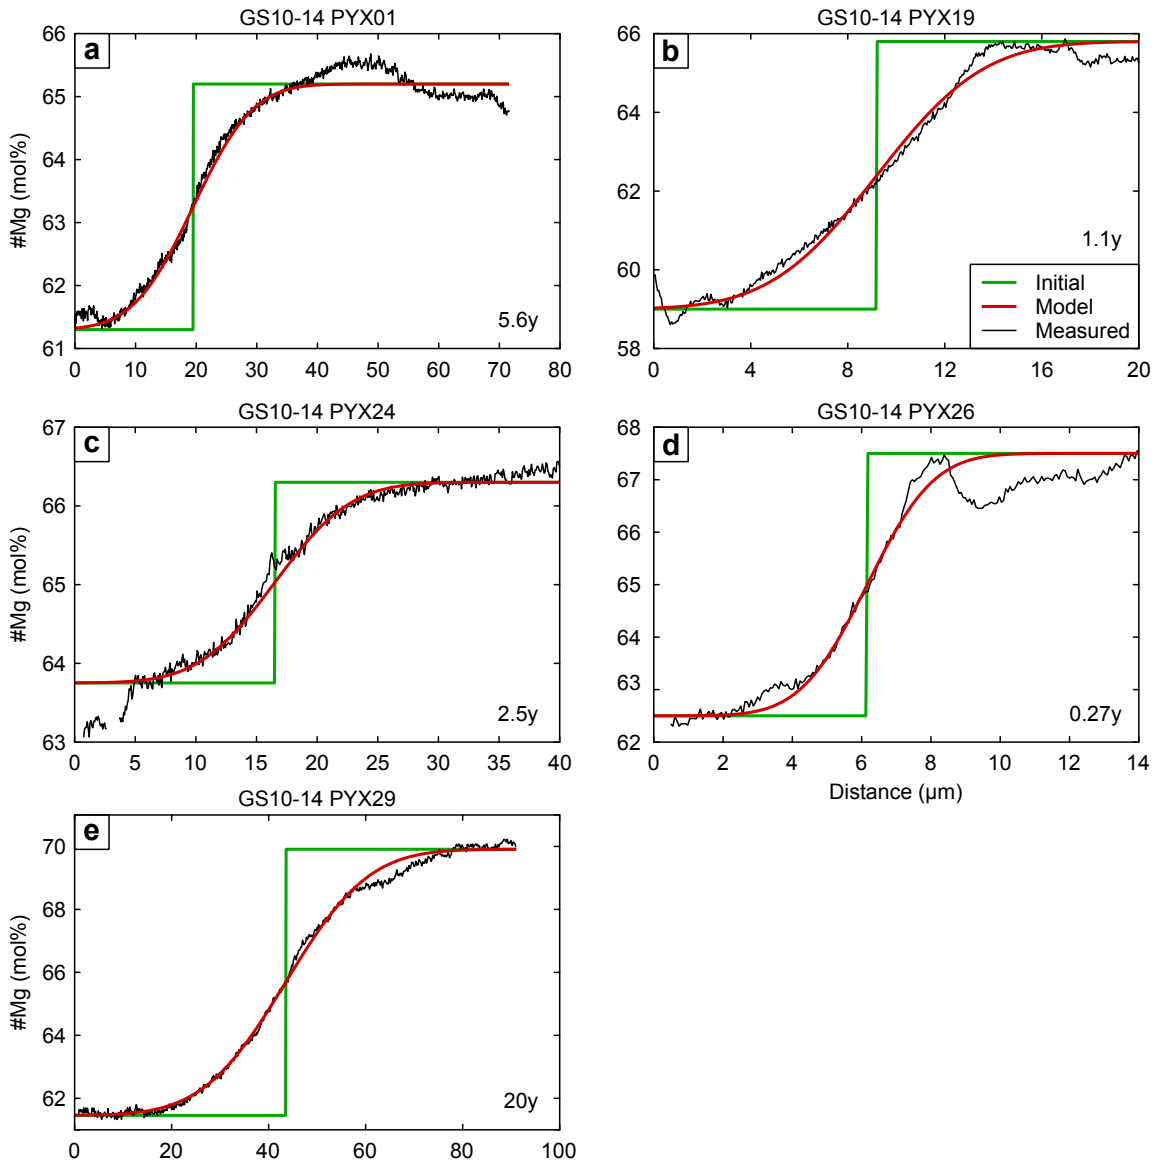 GS10-14 PYX01
a
66
65
64
63
62
61
#Mg (mol%)
5.6y
0 10 20 30 40 50 60 70 80
GS10-14 PYX19
b
66
64
62
60
58
1.1y
Initial
Model
Measured
0 4 8 12 16 20
GS10-14 PYX24
c
67
66
65
64
63
#Mg (mol%)
2.5y
0 5 10 15 20 25 30 35 40
GS10-14 PYX26
d
68
67
66
65
64
63
62
0.27y
0 2 4 6 8 10 12 14
Distance (µm)
GS10-14 PYX29
e
70
68
66
64
62
#Mg (mol%)
20y
0 20 40 60 80 100